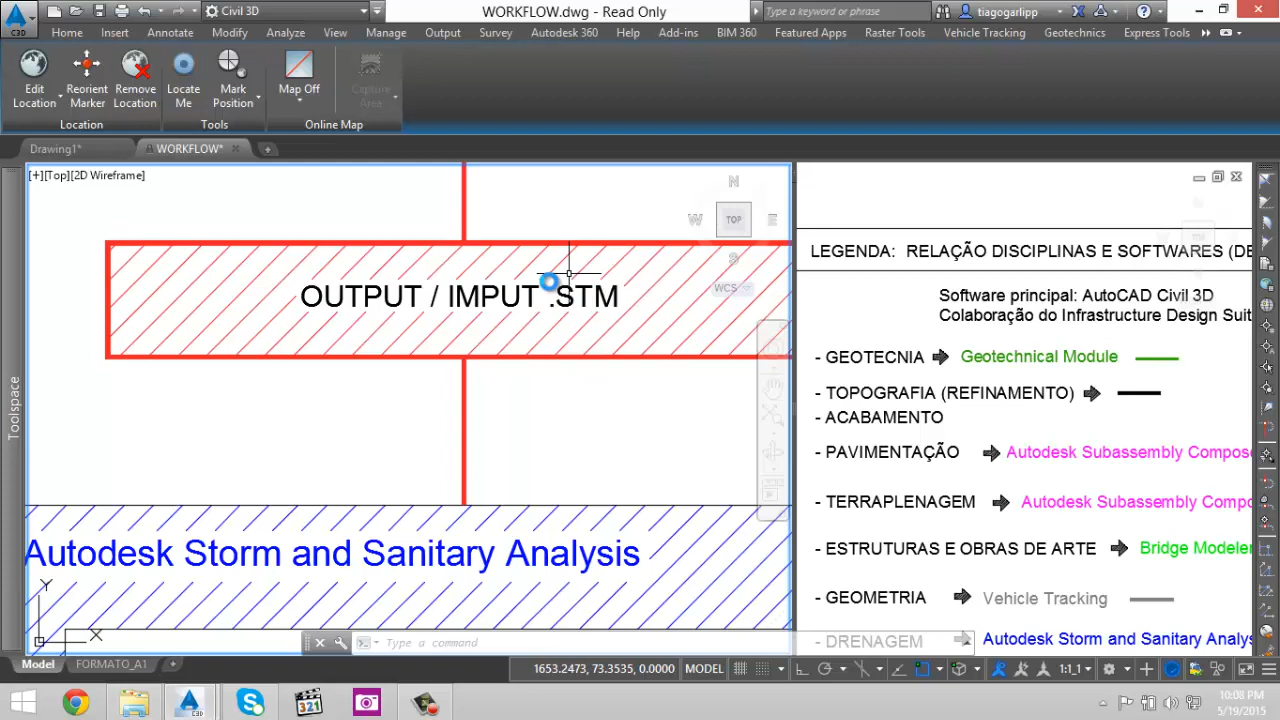 WORKFLOW.dwg - Read Only
Civil 3D
Type a keyword or phrase
tiagogarlipp
C3D
Home Insert Annotate Modify Analyze View Manage Output Survey Autodesk 360 Help Add-ins BIM 360 Featured Apps Raster Tools Vehicle Tracking Geotechnics Express Tools
Edit Location
Reorient Marker
Remove Location
Locate Me
Mark Position
Map Off
Capture Area
Location
Tools
Online Map
Drawing1*
WORKFLOW*
[+][Top][2D Wireframe]
N
W
TOP
E
S
WCS
OUTPUT / IMPUT .STM
Autodesk Storm and Sanitary Analysis
Y
X
Toolspace
LEGENDA: RELAÇÃO DISCIPLINAS E SOFTWARES (DE
Software principal: AutoCAD Civil 3D
Colaboração do Infrastructure Design Suit
- GEOTECNIA Geotechnical Module
- TOPOGRAFIA (REFINAMENTO)
- ACABAMENTO
- PAVIMENTAÇÃO Autodesk Subassembly Compose
- TERRAPLENAGEM Autodesk Subassembly Compo
- ESTRUTURAS E OBRAS DE ARTE Bridge Modeler
- GEOMETRIA Vehicle Tracking
- DRENAGEM Autodesk Storm and Sanitary Analys
Type a command
Model
FORMATO_A1
1653.2473, 73.3535, 0.0000
MODEL
1:1
321
C3D
10:08 PM
5/19/2015